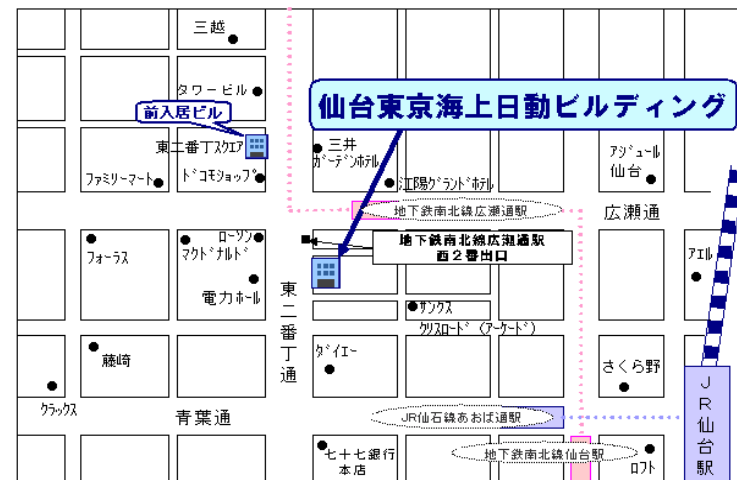 三越
タワービル
前入居ビル
仙台東京海上日動ビルディング
東二番丁スクエア
三井
ガーデンホテル
アジュール
仙台
ファミリーマート
ドコモショップ
江陽グランドホテル
地下鉄南北線広瀬通駅
広瀬通
フォーラス
マクドナルド
ローソン
地下鉄南北線広瀬通駅
西2番出口
アエル
電力ホール
東二番丁通
サンクス
クリスロード (アーケード)
藤崎
ダイエー
さくら野
クラックス
青葉通
JR仙石線あおば通駅
JR仙台駅
七十七銀行
本店
地下鉄南北線仙台駅
ロフト